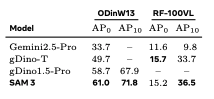 ODinW13 RF-100VL
Model AP0 AP10 AP0 AP10
Gemini2.5-Pro 33.7 - 11.6 9.8
gDino-T 49.7 - 15.7 33.7
gDino1.5-Pro 58.7 67.9 - -
SAM 3 61.0 71.8 15.2 36.5